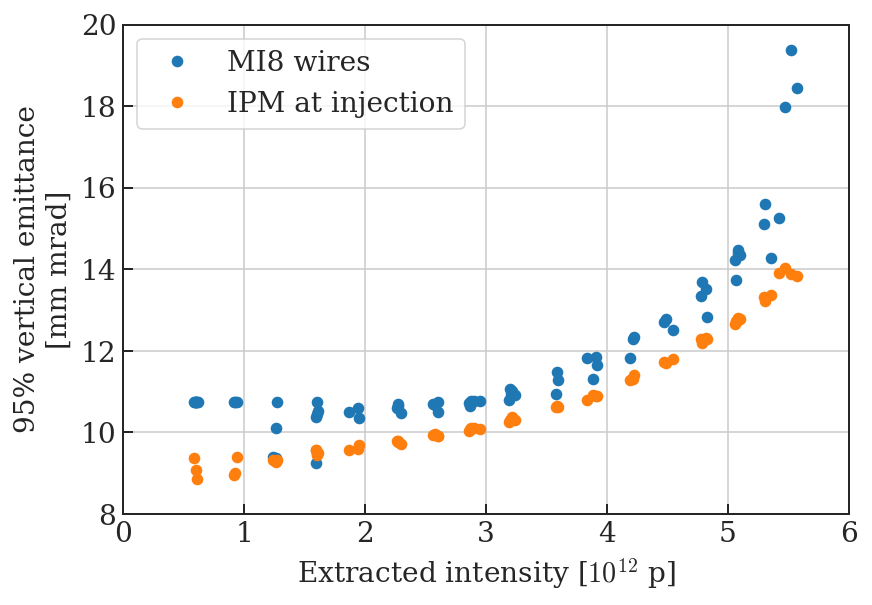 20
18
16
14
12
10
8
0 1 2 3 4 5 6
MI8 wires
IPM at injection
95% vertical emittance
[mm mrad]
Extracted intensity [10¹² p]